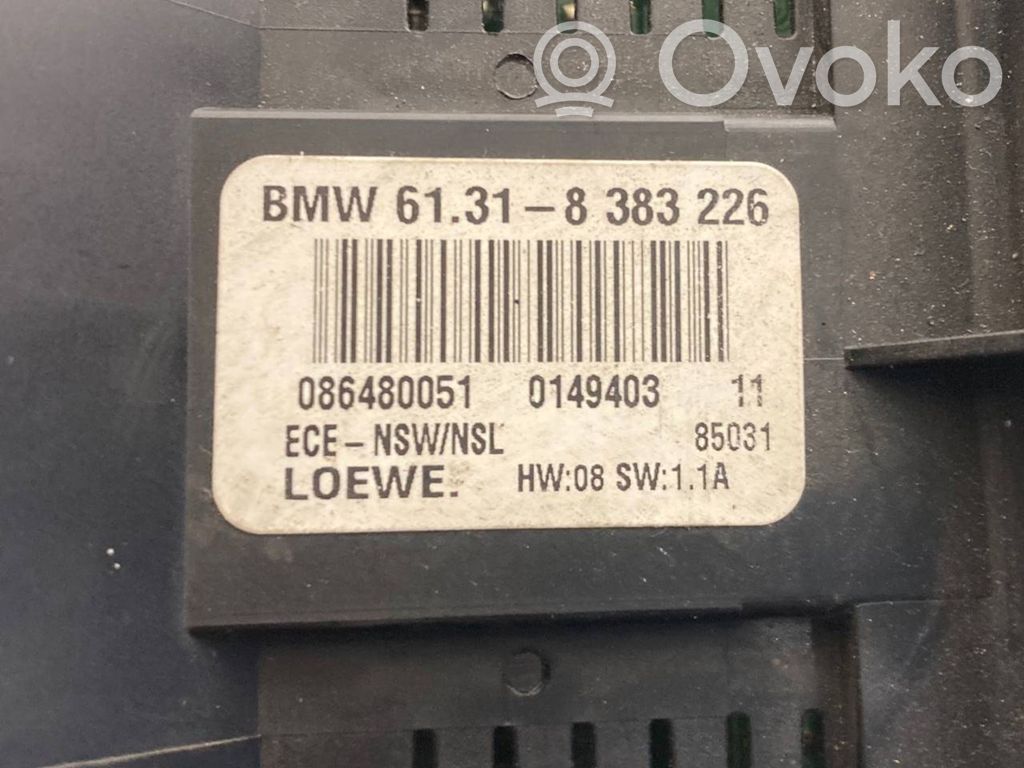 Ovoko
BMW 61.31-8 383 226
086480051 0149403 11
ECE-NSW/NSL 85031
LOEWE. HW:08 SW:1.1A